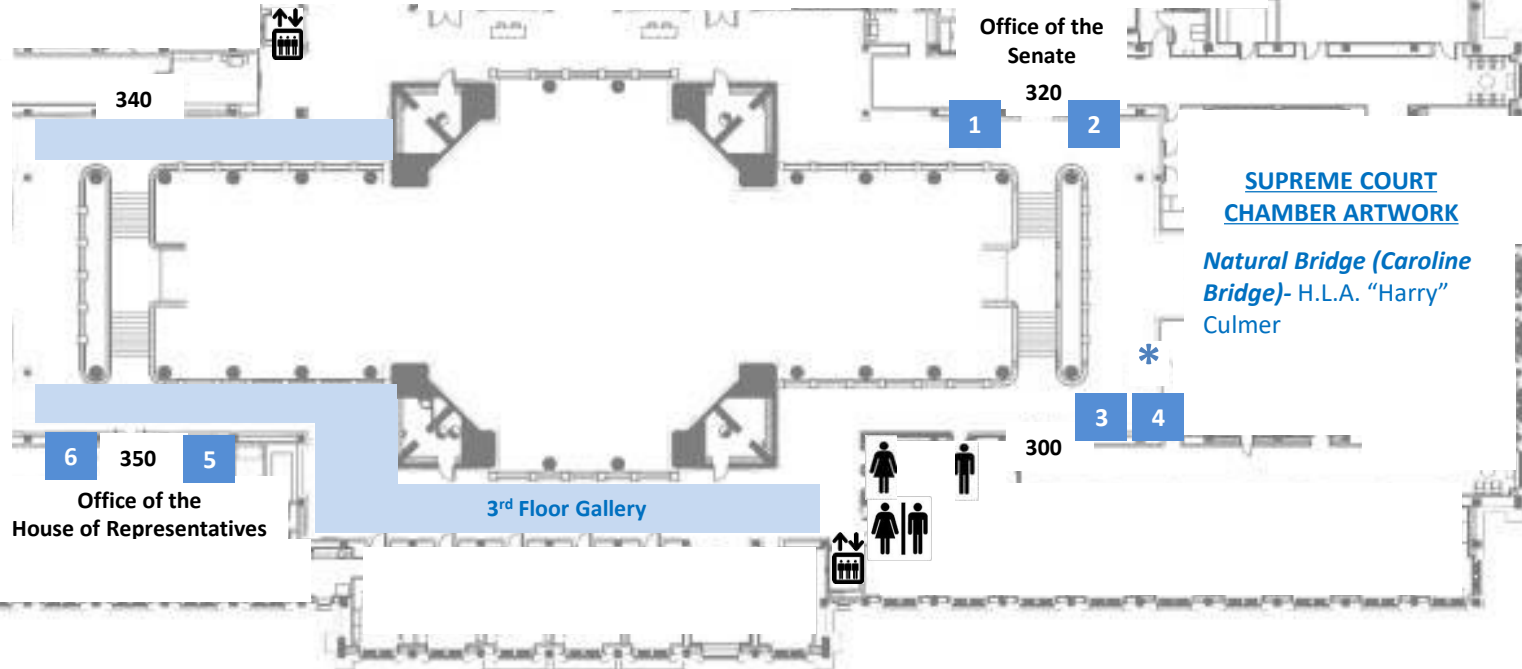 Office of the
Senate
320
340
1
2
SUPREME COURT
CHAMBER ARTWORK
Natural Bridge (Caroline
Bridge)- H.L.A. “Harry”
Culmer
*
3
4
300
6
350
5
Office of the
House of Representatives
3rd Floor Gallery